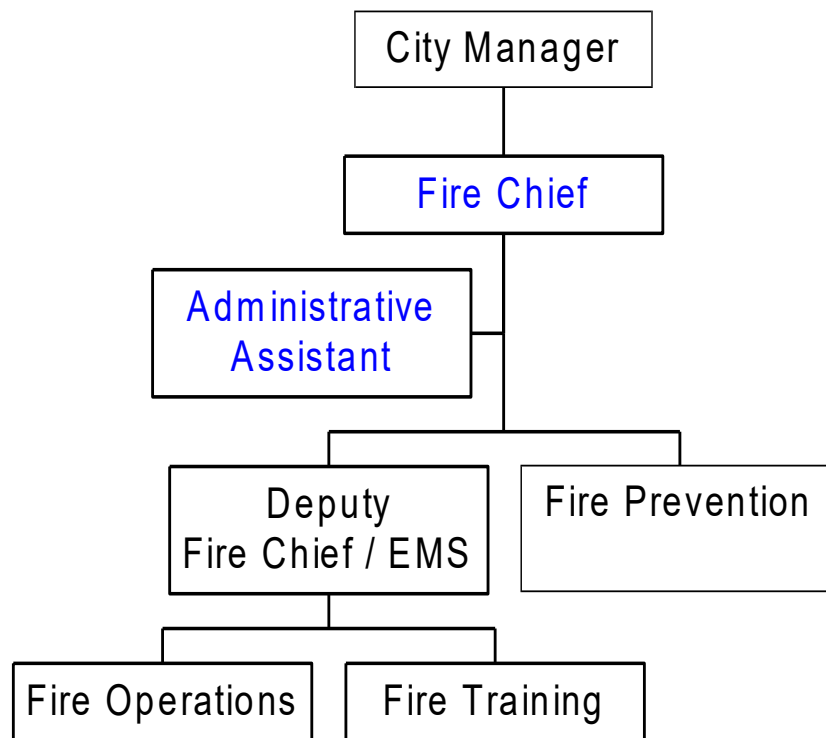 City Manager
Fire Chief
Administrative
Assistant
Deputy
Fire Chief / EMS
Fire Prevention
Fire Operations
Fire Training